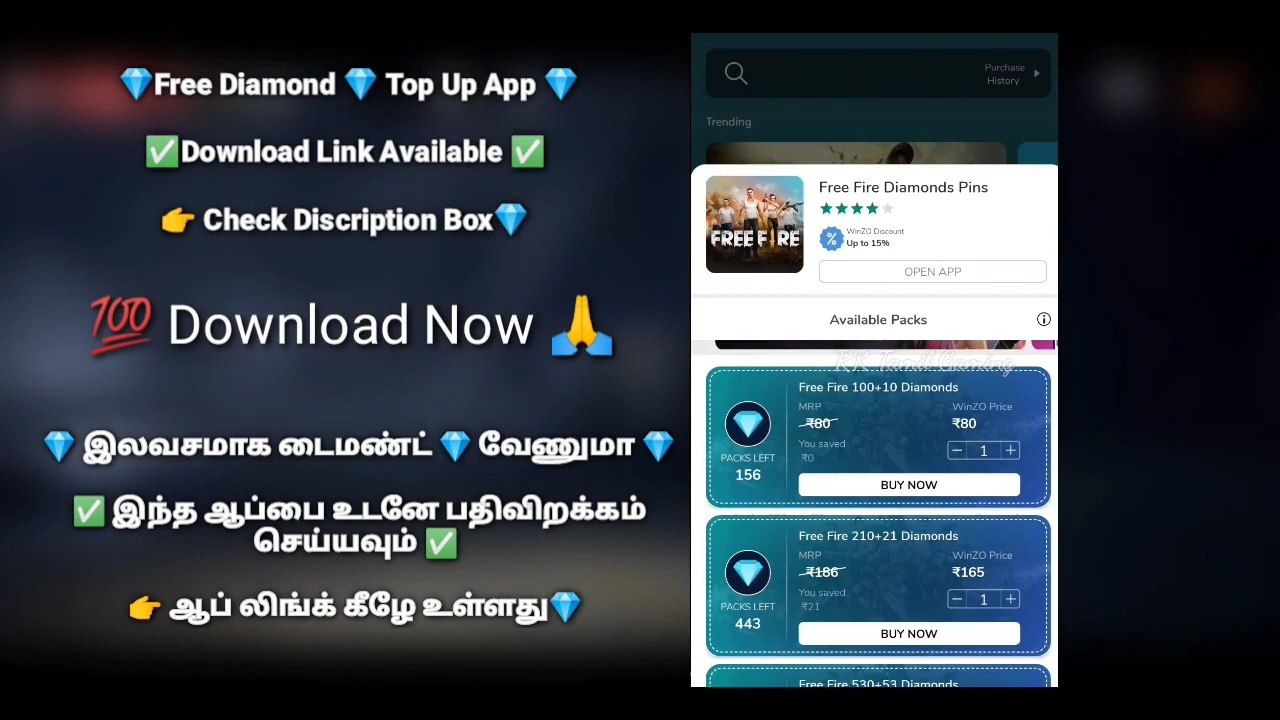 💎Free Diamond 💎 Top Up App 💎
✅Download Link Available ✅
👉 Check Discription Box💎
💯 Download Now 🙏
💎 இலவசமாக டைமண்ட் 💎 வேணுமா 💎
✅ இந்த ஆப்பை உடனே பதிவிறக்கம்
செய்யவும் ✅
👉 ஆப் லிங்க் கீழே உள்ளது💎
Purchase
History
Trending
Free Fire Diamonds Pins
WinZO Discount
Up to 15%
FREE FIRE
OPEN APP
Available Packs
RK Tamil Gaming
Free Fire 100+10 Diamonds
MRP WinZO Price
₹80 ₹80
You saved
₹0
1
PACKS LEFT
156
BUY NOW
Free Fire 210+21 Diamonds
MRP WinZO Price
₹186 ₹165
You saved
₹21
1
PACKS LEFT
443
BUY NOW
Free Fire 530+53 Diamonds